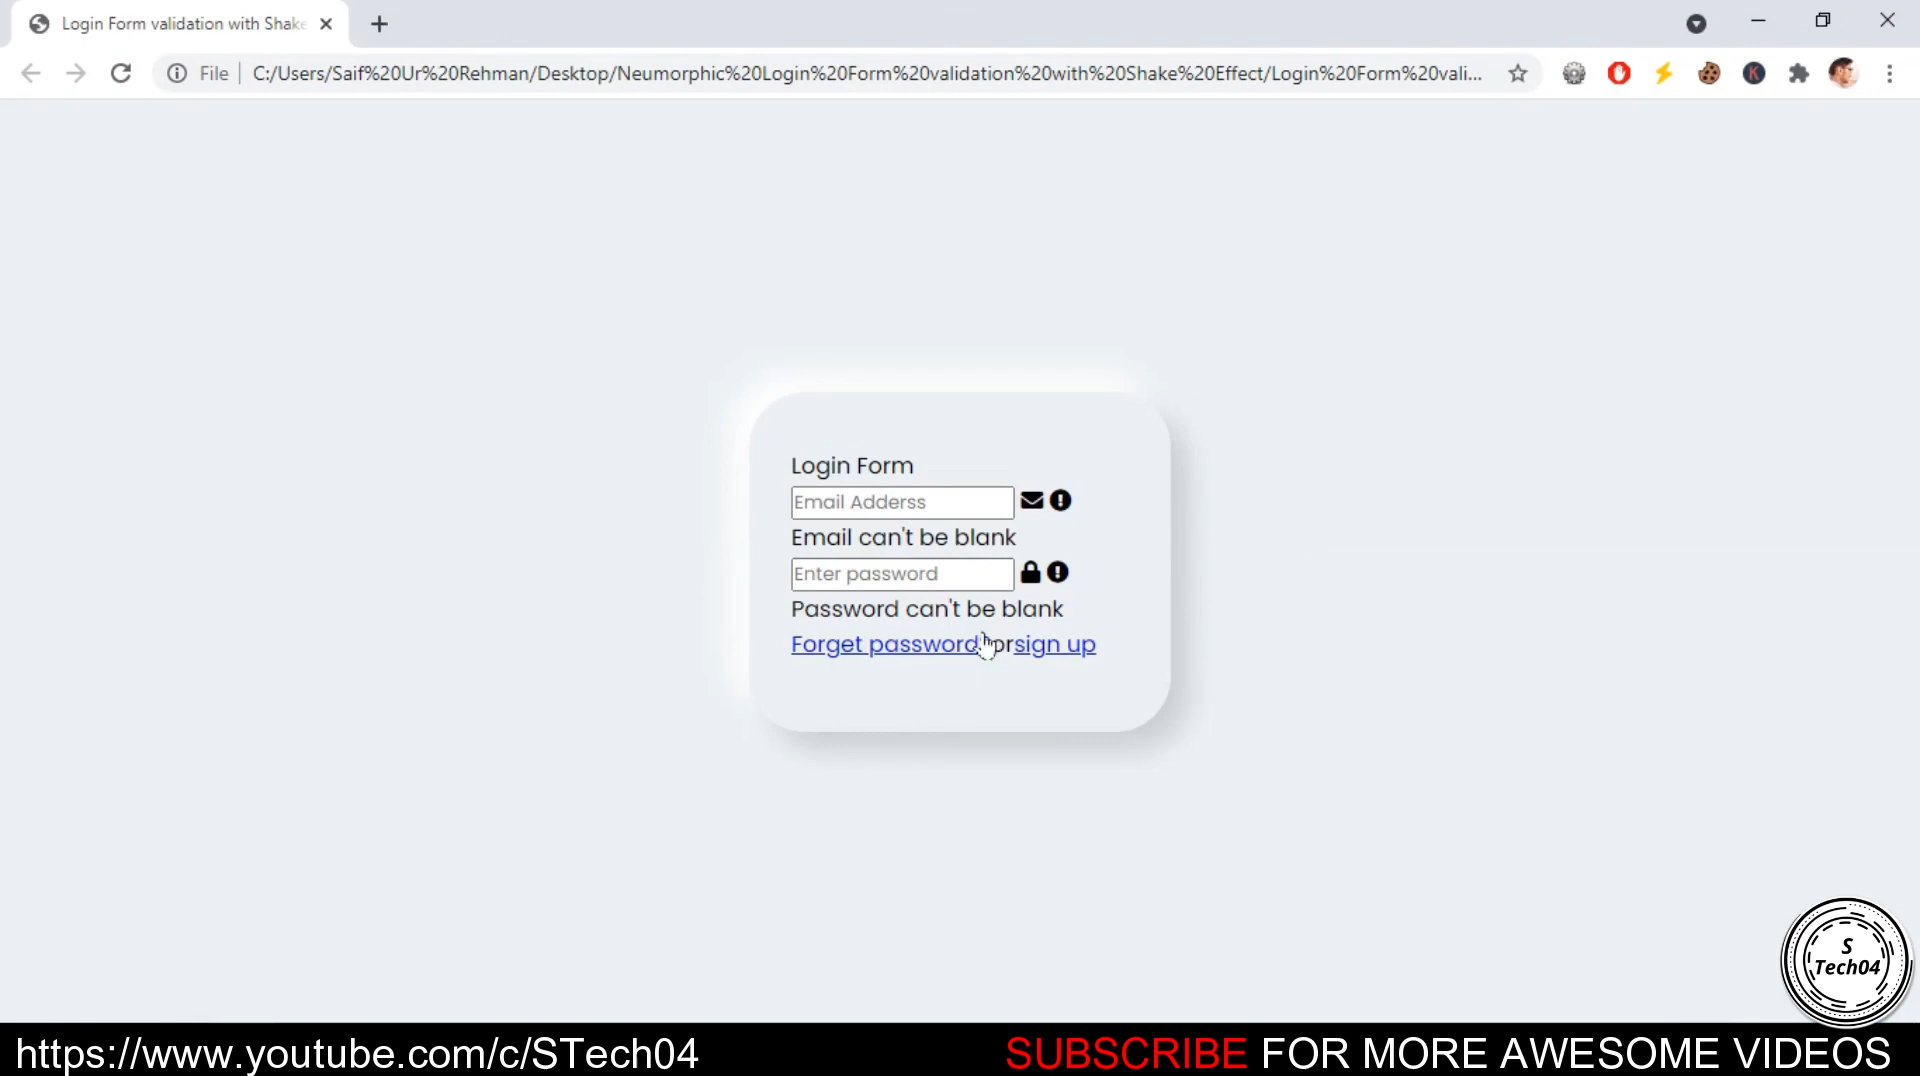 Login Form validation with Shake
File
C:/Users/Saif%20Ur%20Rehman/Desktop/Neumorphic%20Login%20Form%20validation%20with%20Shake%20Effect/Login%20Form%20vali...
K
Login Form
Email Adderss
Email can't be blank
Enter password
Password can't be blank
Forget password orsign up
S
Tech04
https://www.youtube.com/c/STech04
SUBSCRIBE FOR MORE AWESOME VIDEOS